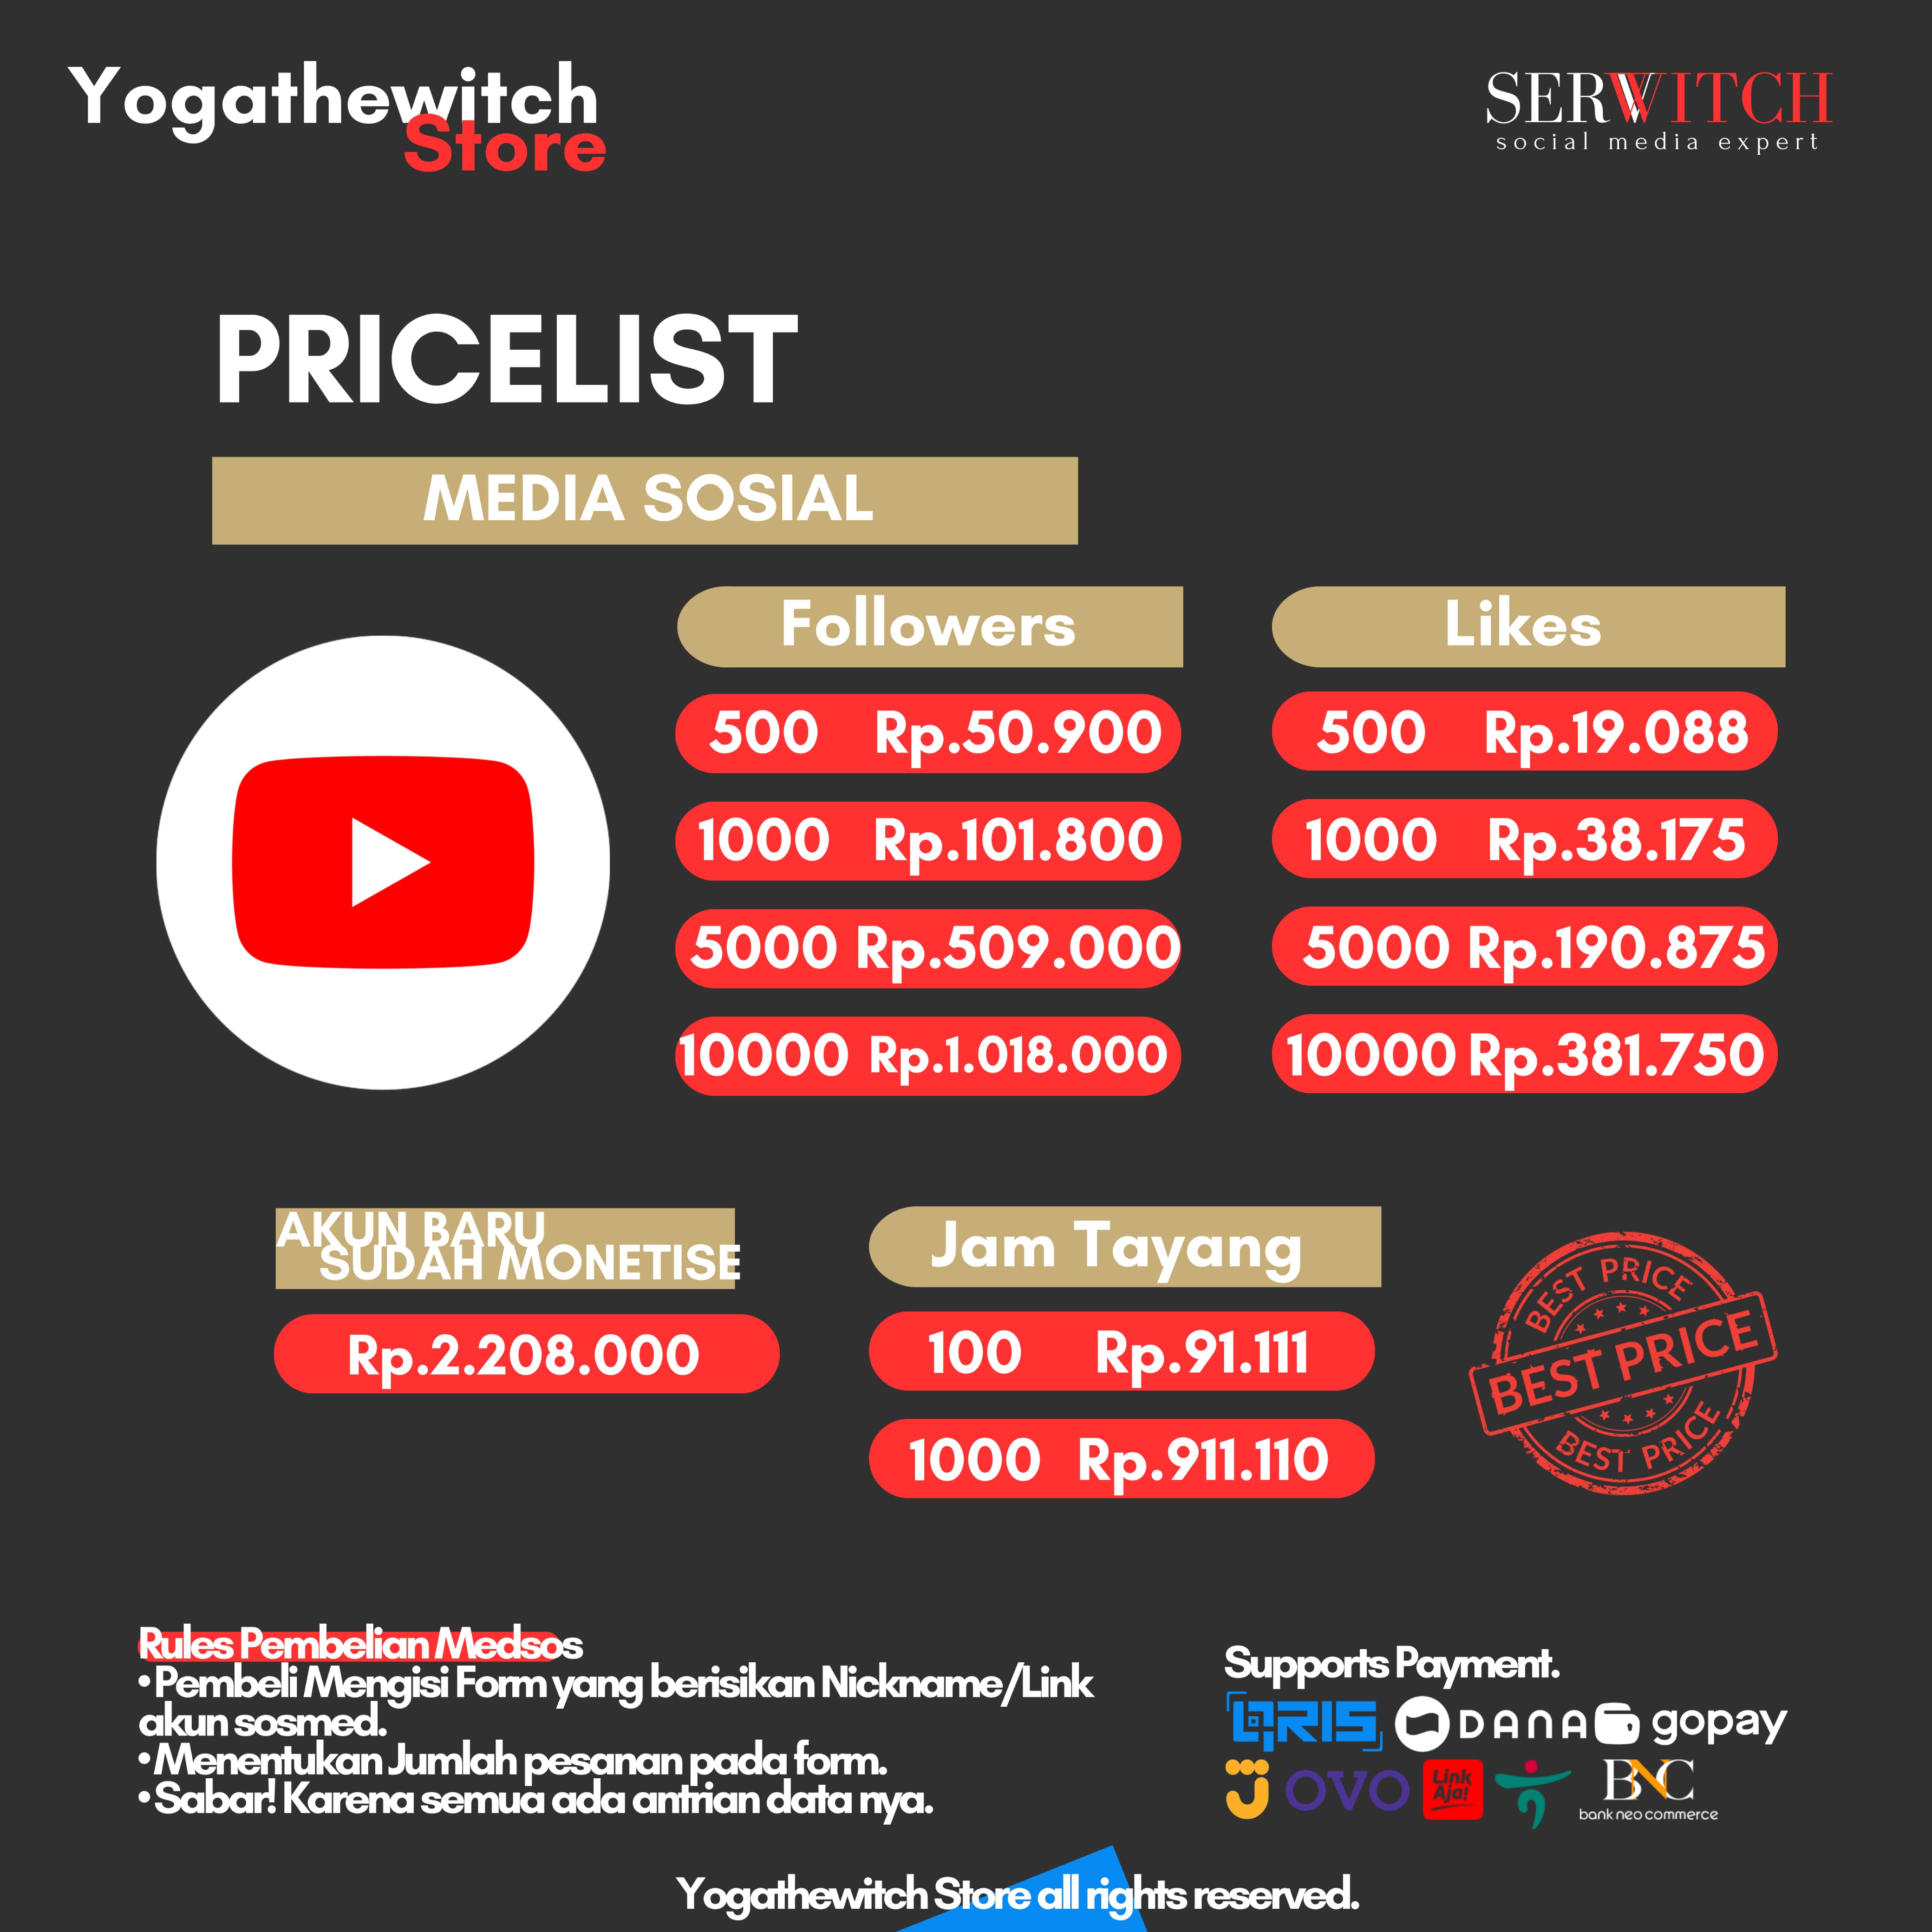 Yogathewitch
Store
SERWITCH
social media expert
PRICELIST
MEDIA SOSIAL
Followers
500 Rp.50.900
1000 Rp.101.800
5000 Rp.509.000
10000 Rp.1.018.000
Likes
500 Rp.19.088
1000 Rp.38.175
5000 Rp.190.875
10000 Rp.381.750
AKUN BARU
SUDAH MONETISE
Rp.2.208.000
Jam Tayang
100 Rp.91.111
1000 Rp.911.110
BEST PRICE
BEST PRICE
BEST PRICE
Rules Pembelian Medsos
• Pembeli Mengisi Form yang berisikan Nickname/Link
akun sosmed.
• Menentukan Jumlah pesanan pada form.
• Sabar! Karena semua ada antrian data nya.
Supports Payment.
QRIS DANA gopay
OVO Link Aja! BNC
bank neo commerce
Yogathewitch Store all rights reserved.